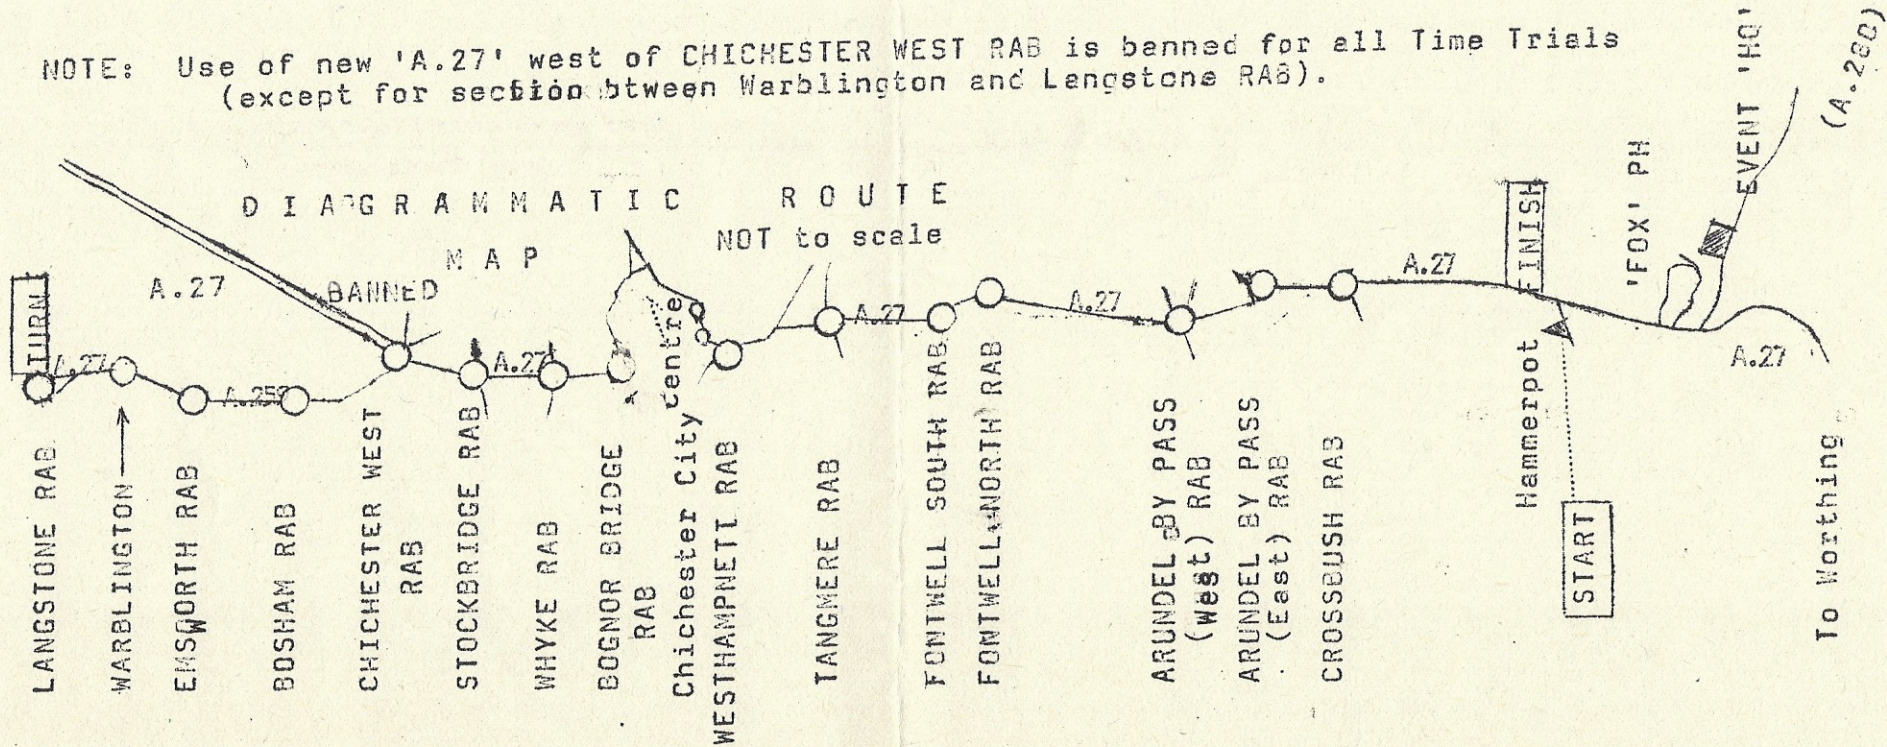 NOTE: Use of new 'A.27' west of CHICHESTER WEST RAB is banned for all Time Trials
(except for section btween Warblington and Langstone RAB).
DIAGRAMMATIC ROUTE
MAP
NOT to scale
A.27
BANNED
TURN
A.27
A.259
A.27
A.27
A.27
A.27
FINISH
'FOX' PH
EVENT 'HQ'
(A.280)
A.27
LANGSTONE RAB
WARBLINGTON
EMSWORTH RAB
BOSHAM RAB
CHICHESTER WEST
RAB
STOCKBRIDGE RAB
WHYKE RAB
BOGNOR BRIDGE
RAB
Chichester City centre
WESTHAMPNETT RAB
TANGMERE RAB
FONTWELL SOUTH RAB
FONTWELL NORTH RAB
ARUNDEL BY PASS
(West) RAB
ARUNDEL BY PASS
(East) RAB
CROSSBUSH RAB
Hammerpot
START
To Worthing